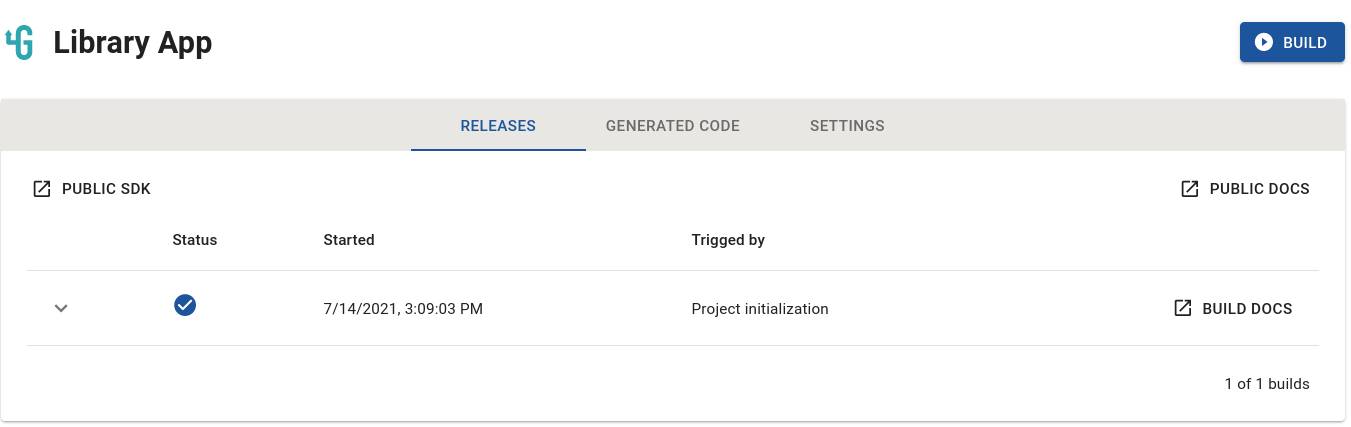 Library App
BUILD
RELEASES GENERATED CODE SETTINGS
PUBLIC SDK PUBLIC DOCS
Status Started Trigged by
7/14/2021, 3:09:03 PM Project initialization BUILD DOCS
1 of 1 builds